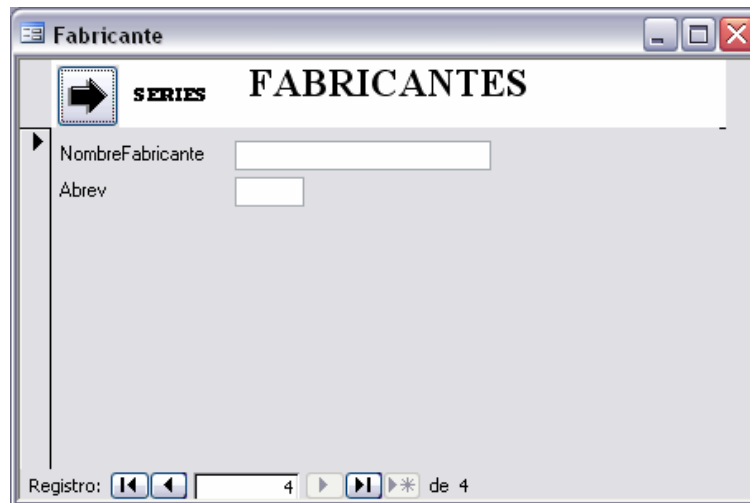 Fabricante
SERIES FABRICANTES
NombreFabricante
Abrev
Registro: 4 de 4